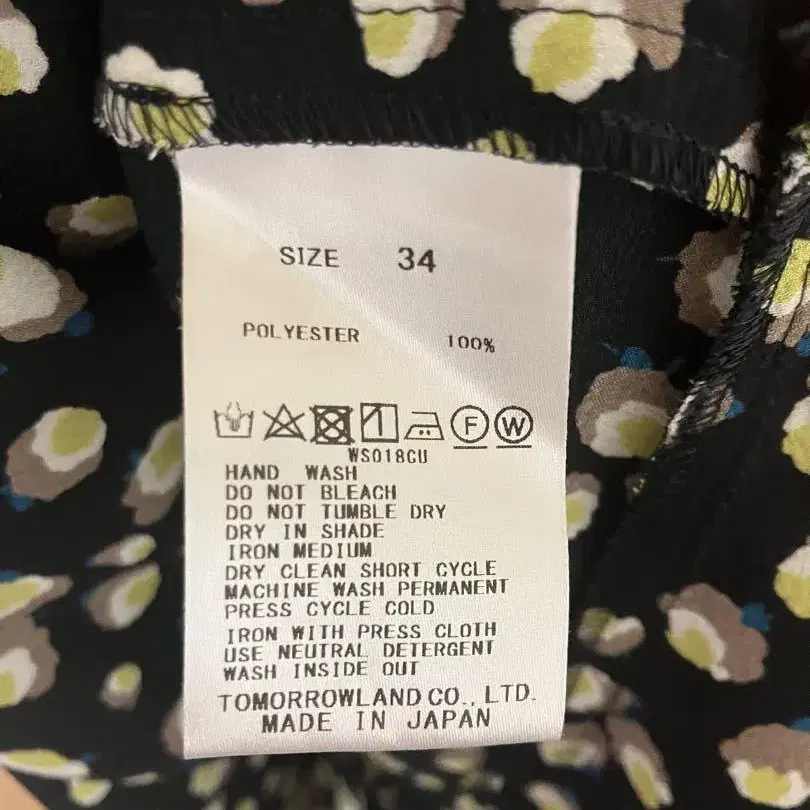 SIZE 34
POLYESTER 100%
F W
WS018CU
HAND WASH
DO NOT BLEACH
DO NOT TUMBLE DRY
DRY IN SHADE
IRON MEDIUM
DRY CLEAN SHORT CYCLE
MACHINE WASH PERMANENT
PRESS CYCLE COLD
IRON WITH PRESS CLOTH
USE NEUTRAL DETERGENT
WASH INSIDE OUT
TOMORROWLAND CO., LTD.
MADE IN JAPAN